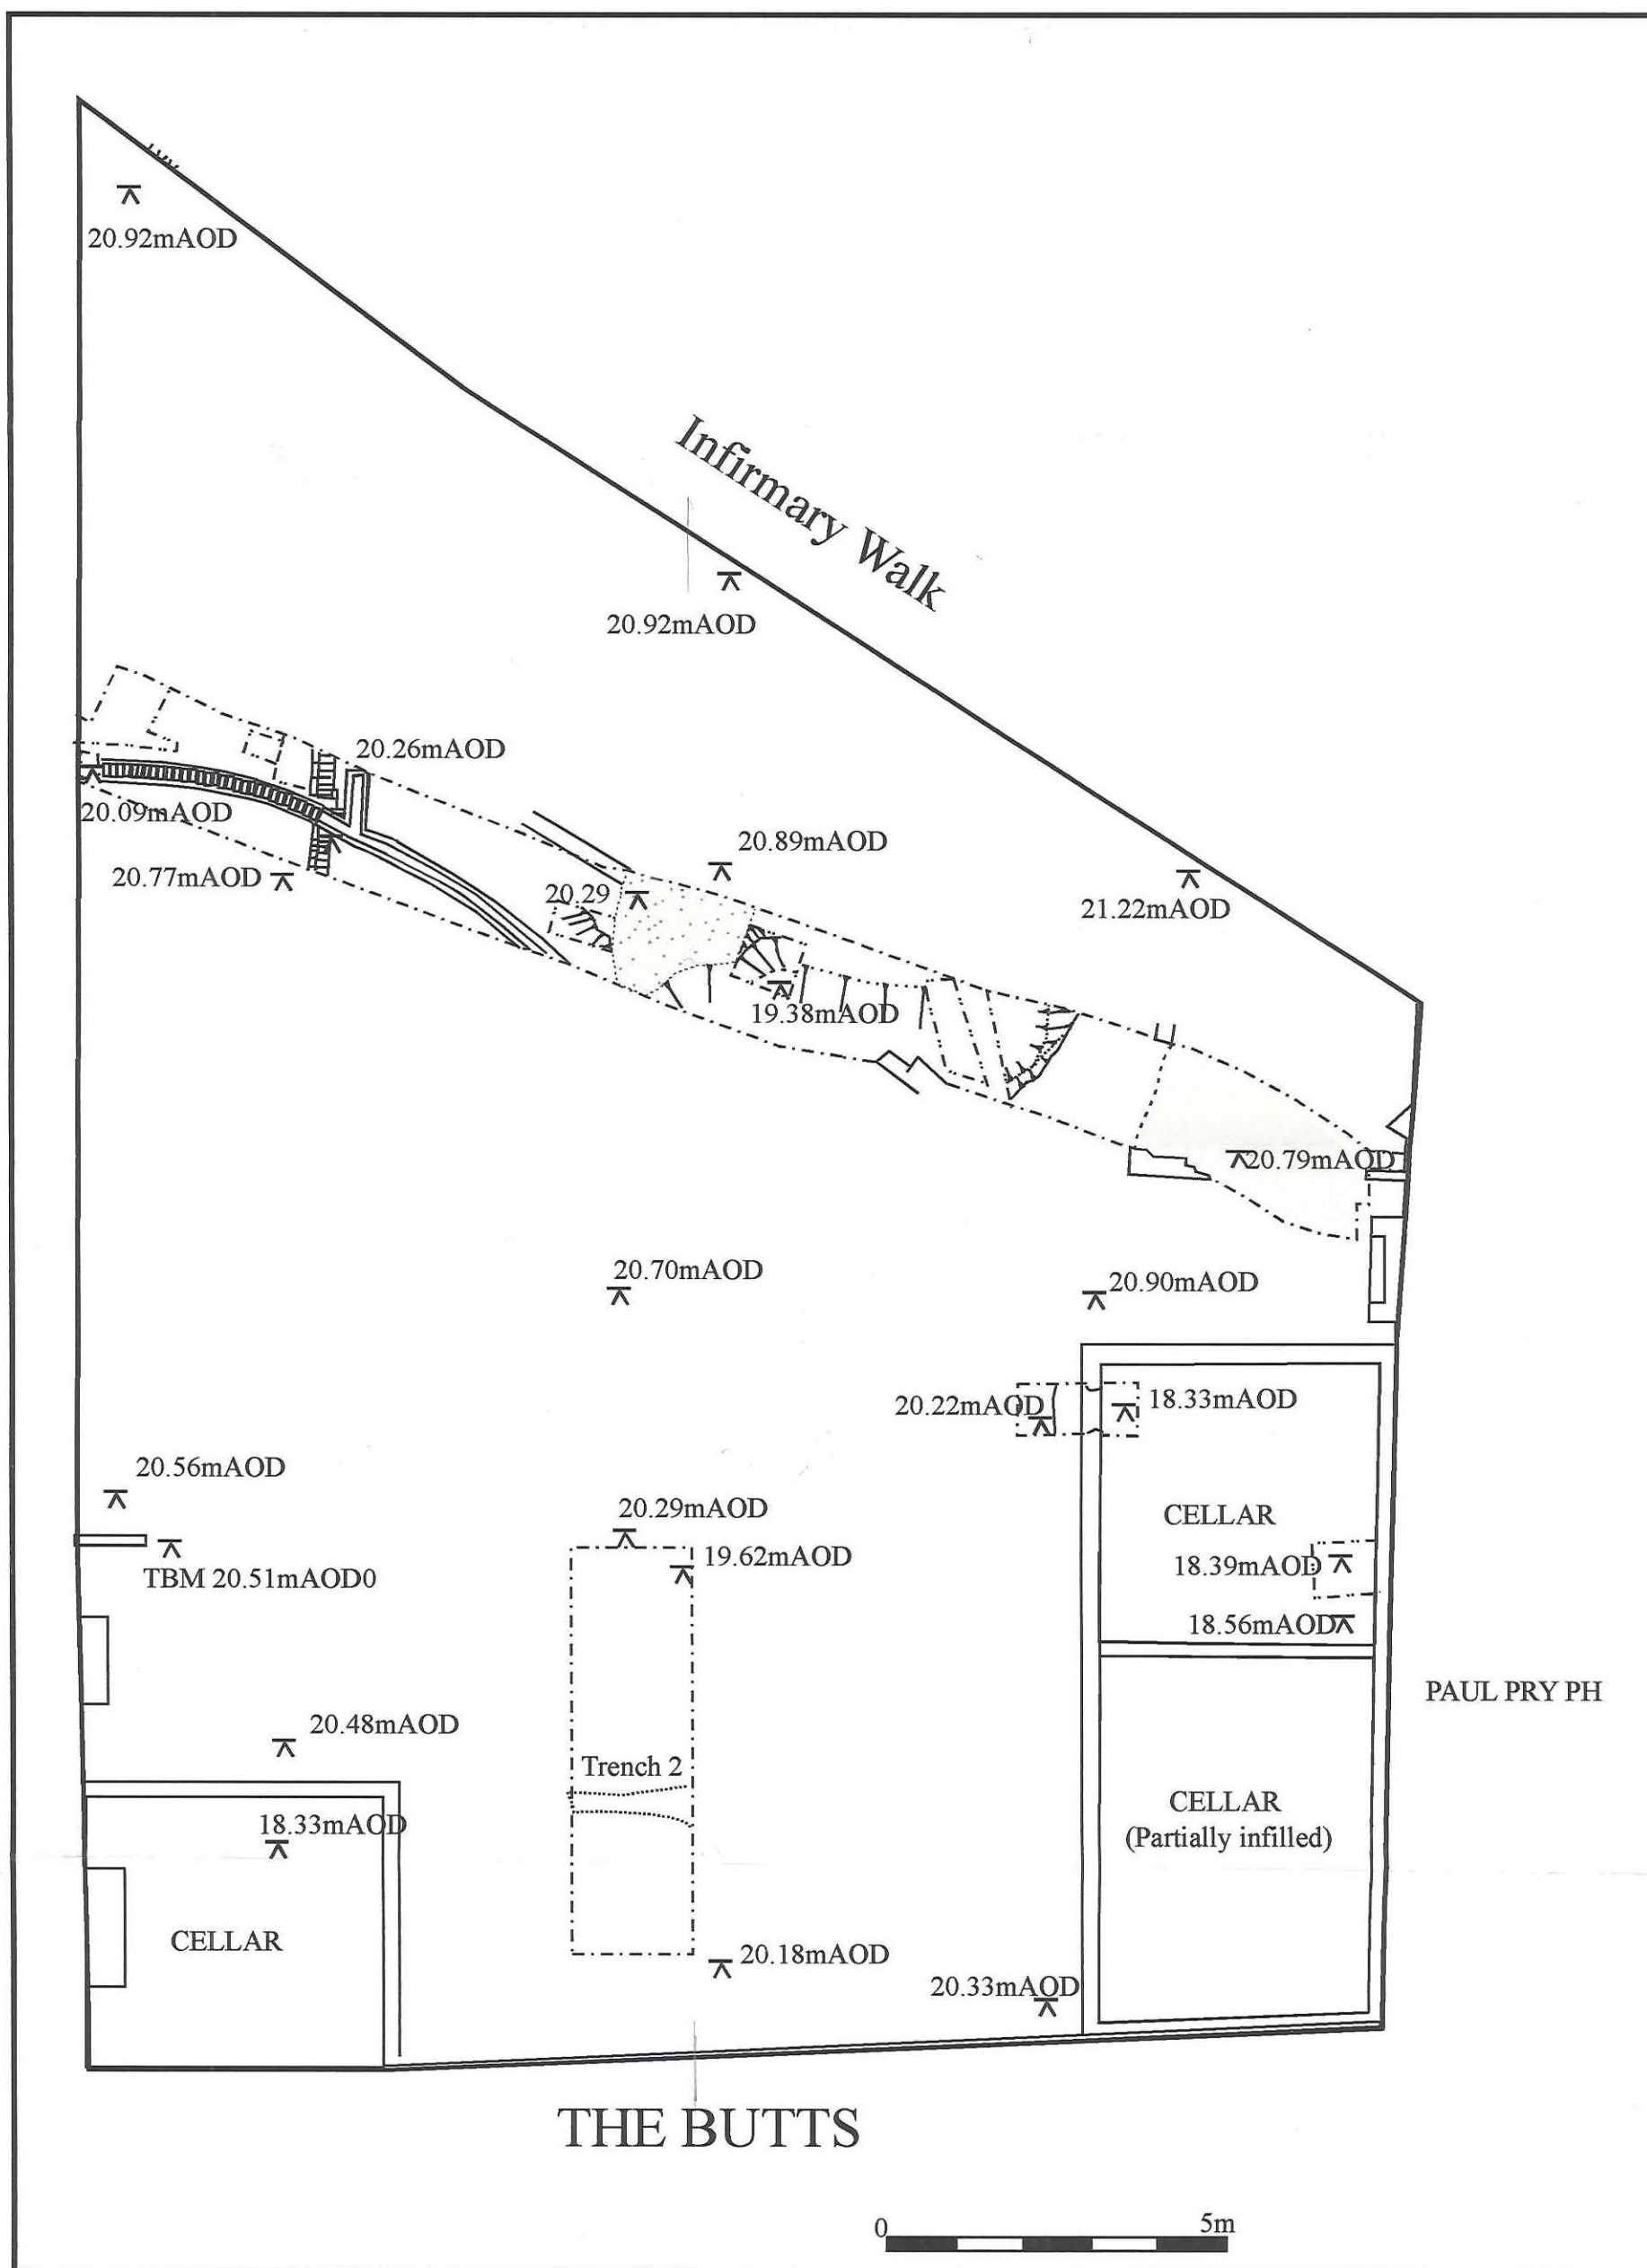 20.92mAOD
Infirmary Walk
20.92mAOD
20.26mAOD
20.09mAOD
20.77mAOD
20.89mAOD
20.29
21.22mAOD
19.38mAOD
20.79mAOD
20.70mAOD
20.90mAOD
20.22mAOD
18.33mAOD
20.56mAOD
20.29mAOD
CELLAR
19.62mAOD
18.39mAOD
TBM 20.51mAOD0
18.56mAOD
PAUL PRY PH
20.48mAOD
Trench 2
CELLAR
(Partially infilled)
18.33mAOD
CELLAR
20.18mAOD
20.33mAOD
THE BUTTS
0 5m